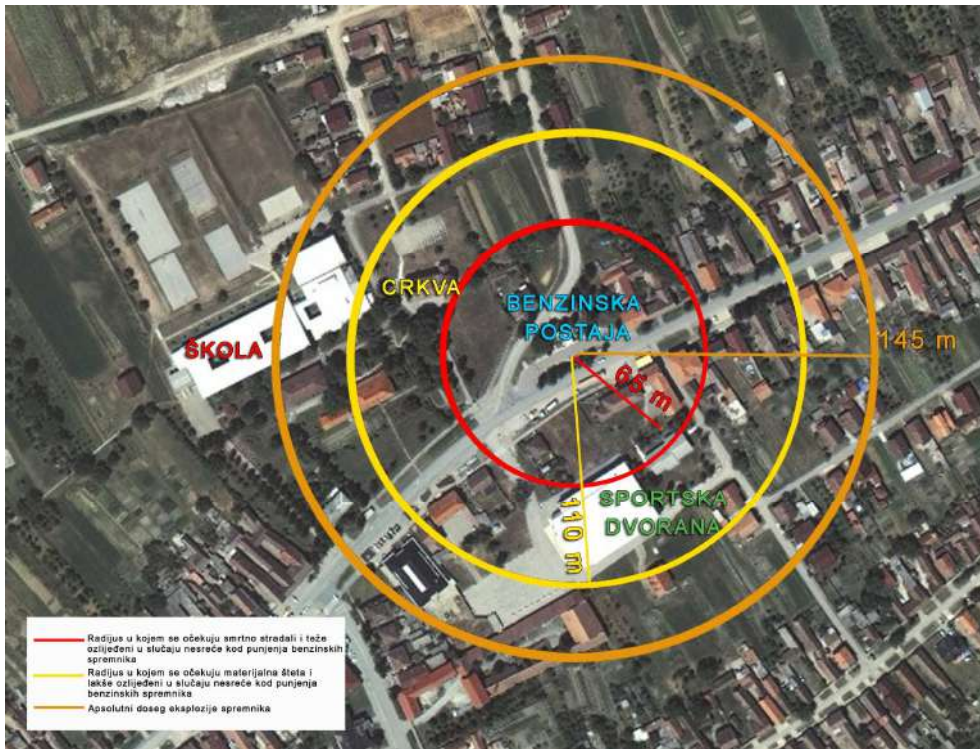 CRKVA
BENZINSKA
POSTAJA
ŠKOLA
145 m
65 m
SPORTSKA
DVORANA
110 m
Radijus u kojem se očekuju smrtno stradali i teže
ozlijeđeni u slučaju nesreće kod punjenja benzinskih
spremnika
Radijus u kojem se očekuju materijalna šteta i
lakše ozlijeđeni u slučaju nesreće kod punjenja
benzinskih spremnika
Apsolutni doseg eksplozije spremnika